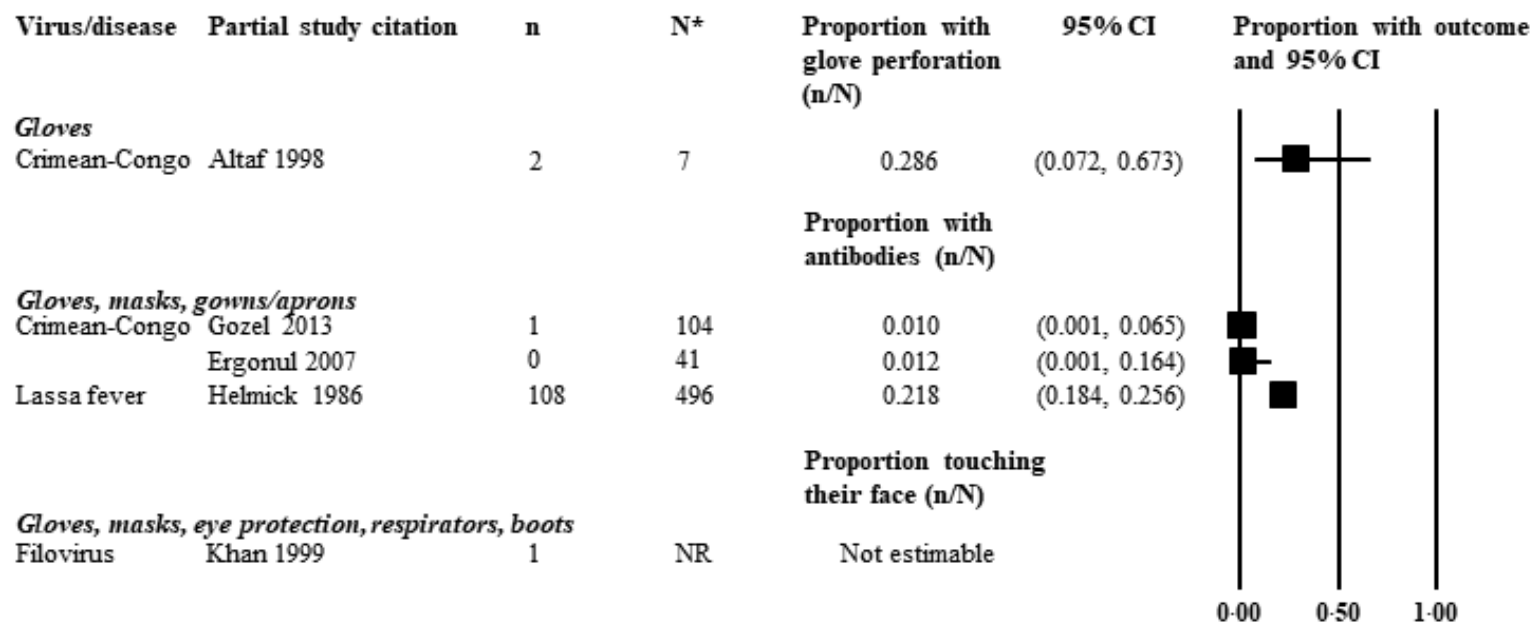 Virus/disease Partial study citation n N* Proportion with glove perforation (n/N) 95% CI Proportion with outcome and 95% CI
Gloves
Crimean-Congo Altaf 1998 2 7 0.286 (0.072, 0.673)
Proportion with antibodies (n/N)
Gloves, masks, gowns/aprons
Crimean-Congo Gozel 2013 1 104 0.010 (0.001, 0.065)
Ergonul 2007 0 41 0.012 (0.001, 0.164)
Lassa fever Helmick 1986 108 496 0.218 (0.184, 0.256)
Proportion touching their face (n/N)
Gloves, masks, eye protection, respirators, boots
Filovirus Khan 1999 1 NR Not estimable
0·00 0·50 1·00